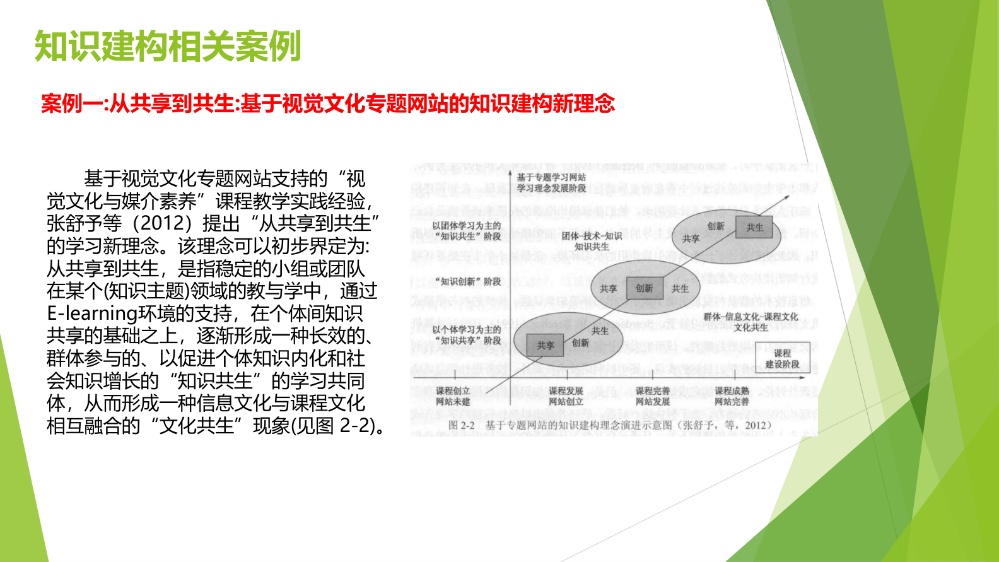 知识建构相关案例
案例一:从共享到共生:基于视觉文化专题网站的知识建构新理念
基于视觉文化专题网站支持的“视
觉文化与媒介素养”课程教学实践经验，
张舒予等（2012）提出“从共享到共生”
的学习新理念。该理念可以初步界定为:
从共享到共生，是指稳定的小组或团队
在某个(知识主题)领域的教与学中，通过
E-learning环境的支持，在个体间知识
共享的基础之上，逐渐形成一种长效的、
群体参与的、以促进个体知识内化和社
会知识增长的“知识共生”的学习共同
体，从而形成一种信息文化与课程文化
相互融合的“文化共生”现象(见图 2-2)。
基于专题学习网站
学习理念发展阶段
以团体学习为主的
“知识共生”阶段
团体-技术-知识
知识共生
创新
共生
共享
“知识创新”阶段
共享
创新
共生
群体-信息文化-课程文化
文化共生
以个体学习为主的
“知识共享”阶段
共生
共享
创新
课程
建设阶段
课程创立
网站未建
课程发展
网站创立
课程完善
网站发展
课程成熟
网站完善
图 2-2 基于专题网站的知识建构理念演进示意图（张舒予，等，2012）